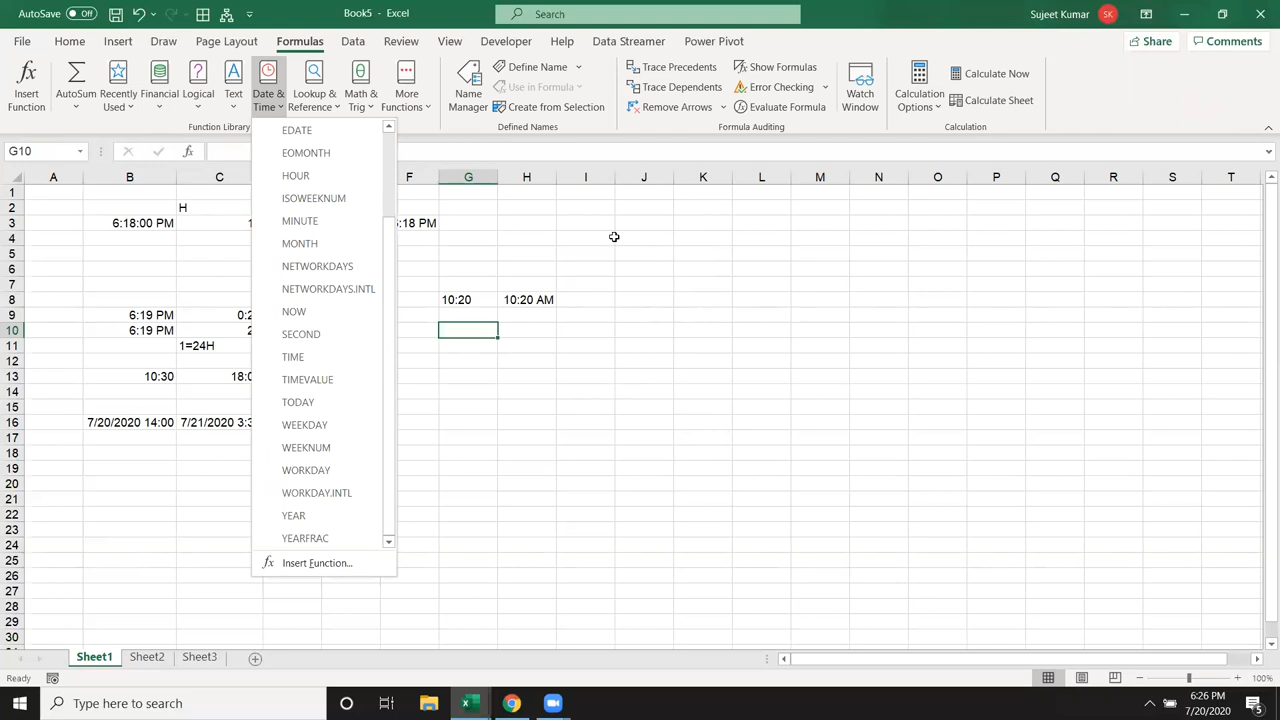 AutoSave Off Book5 - Excel Search Sujeet Kumar SK
File Home Insert Draw Page Layout Formulas Data Review View Developer Help Data Streamer Power Pivot Share Comments
Insert Function
AutoSum
Recently Used
Financial
Logical
Text
Date & Time
Lookup & Reference
Math & Trig
More Functions
Function Library
Name Manager
Define Name
Use in Formula
Create from Selection
Defined Names
Trace Precedents
Trace Dependents
Remove Arrows
Show Formulas
Error Checking
Evaluate Formula
Formula Auditing
Watch Window
Calculation Options
Calculate Now
Calculate Sheet
Calculation
G10 fx
A B C F G H I J K L M N O P Q R S T
1
2 H
3 6:18:00 PM 1 :18 PM
4
5
6
7
8 10:20 10:20 AM
9 6:19 PM 0:2
10 6:19 PM 2
11 1=24H
12
13 10:30 18:0
14
15
16 7/20/2020 14:00 7/21/2020 3:3
17
18
19
20
21
22
23
24
25
26
27
28
29
30
EDATE
EOMONTH
HOUR
ISOWEEKNUM
MINUTE
MONTH
NETWORKDAYS
NETWORKDAYS.INTL
NOW
SECOND
TIME
TIMEVALUE
TODAY
WEEKDAY
WEEKNUM
WORKDAY
WORKDAY.INTL
YEAR
YEARFRAC
fx Insert Function...
Sheet1 Sheet2 Sheet3
Ready 100%
Type here to search
6:26 PM
7/20/2020
5